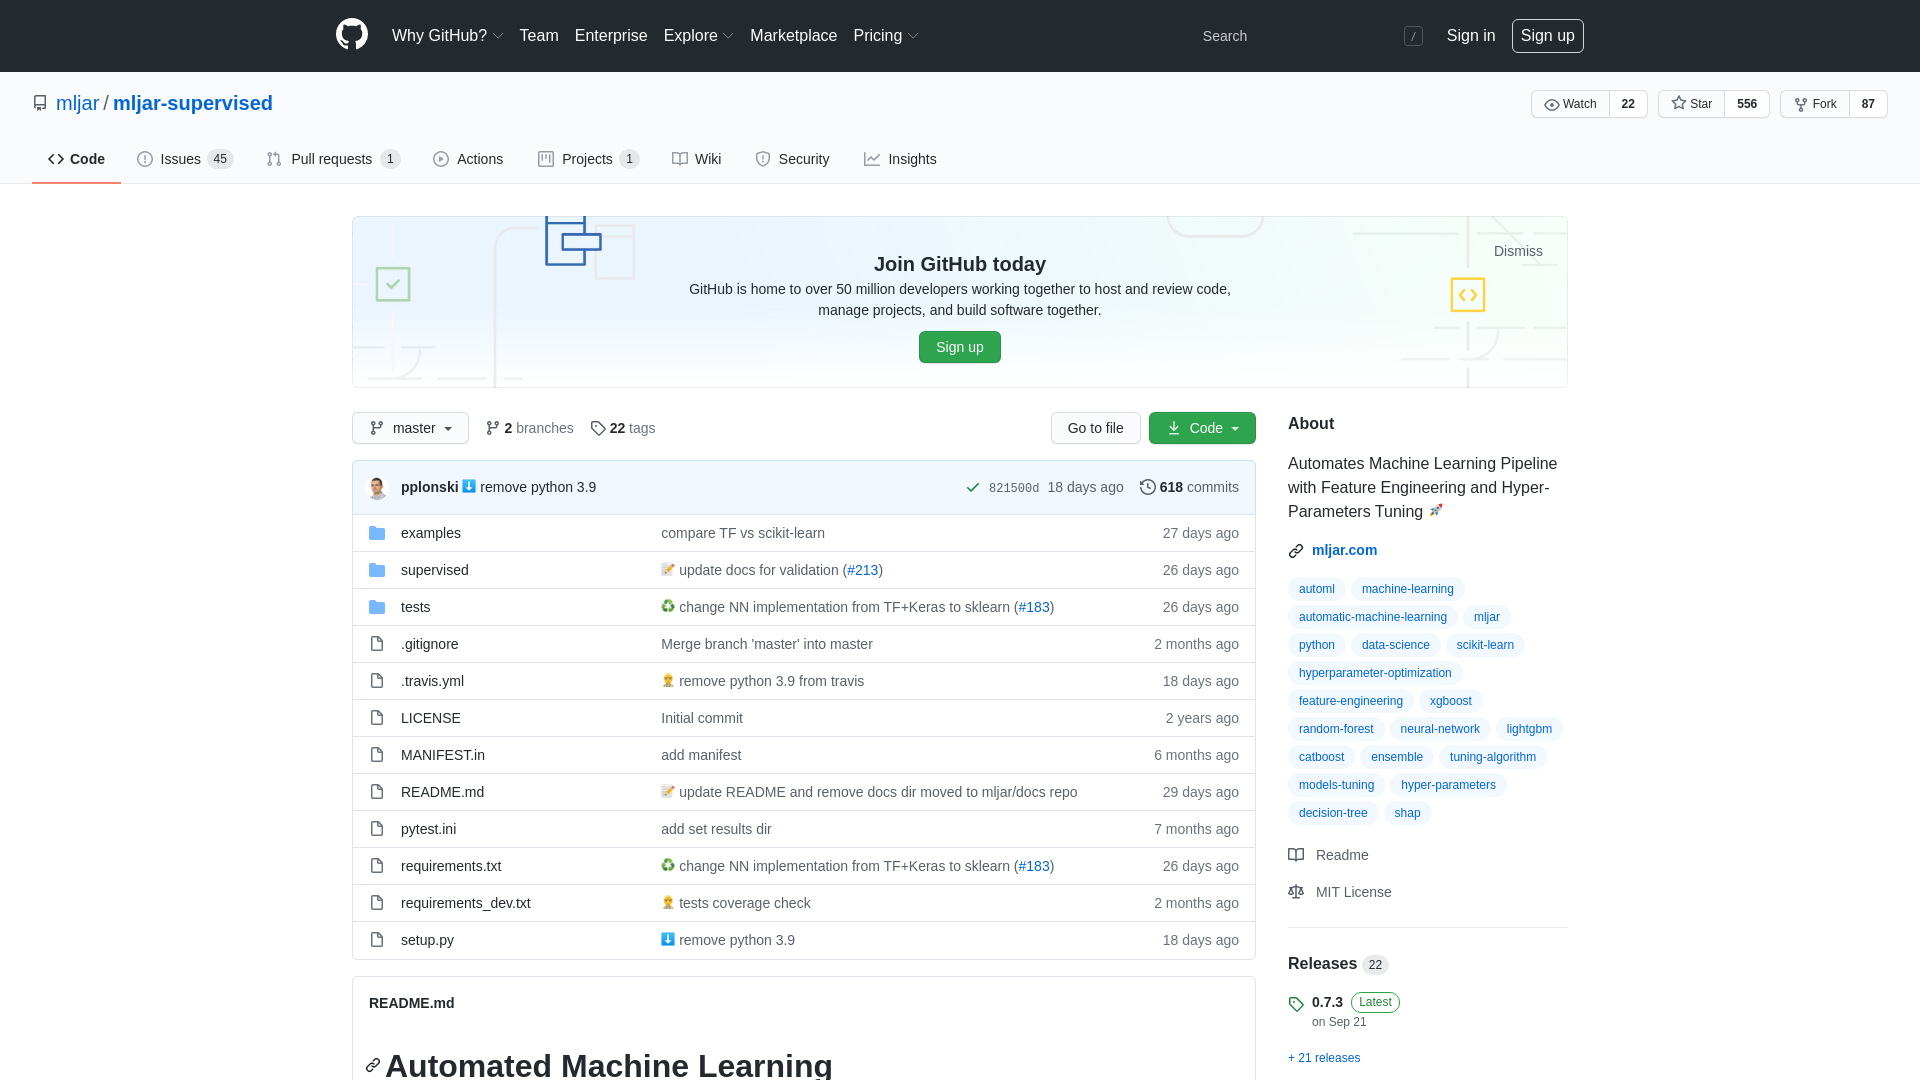 Why GitHub? Team Enterprise Explore Marketplace Pricing Search / Sign in Sign up
mljar / mljar-supervised Watch 22 Star 556 Fork 87
Code Issues 45 Pull requests 1 Actions Projects 1 Wiki Security Insights
Dismiss
Join GitHub today
GitHub is home to over 50 million developers working together to host and review code,
manage projects, and build software together.
Sign up
master 2 branches 22 tags Go to file Code
pplonski remove python 3.9 821500d 18 days ago 618 commits
examples compare TF vs scikit-learn 27 days ago
supervised update docs for validation (#213) 26 days ago
tests change NN implementation from TF+Keras to sklearn (#183) 26 days ago
.gitignore Merge branch 'master' into master 2 months ago
.travis.yml remove python 3.9 from travis 18 days ago
LICENSE Initial commit 2 years ago
MANIFEST.in add manifest 6 months ago
README.md update README and remove docs dir moved to mljar/docs repo 29 days ago
pytest.ini add set results dir 7 months ago
requirements.txt change NN implementation from TF+Keras to sklearn (#183) 26 days ago
requirements_dev.txt tests coverage check 2 months ago
setup.py remove python 3.9 18 days ago
README.md
Automated Machine Learning
About
Automates Machine Learning Pipeline
with Feature Engineering and Hyper-
Parameters Tuning
mljar.com
automl machine-learning
automatic-machine-learning mljar
python data-science scikit-learn
hyperparameter-optimization
feature-engineering xgboost
random-forest neural-network lightgbm
catboost ensemble tuning-algorithm
models-tuning hyper-parameters
decision-tree shap
Readme
MIT License
Releases 22
0.7.3 Latest
on Sep 21
+ 21 releases